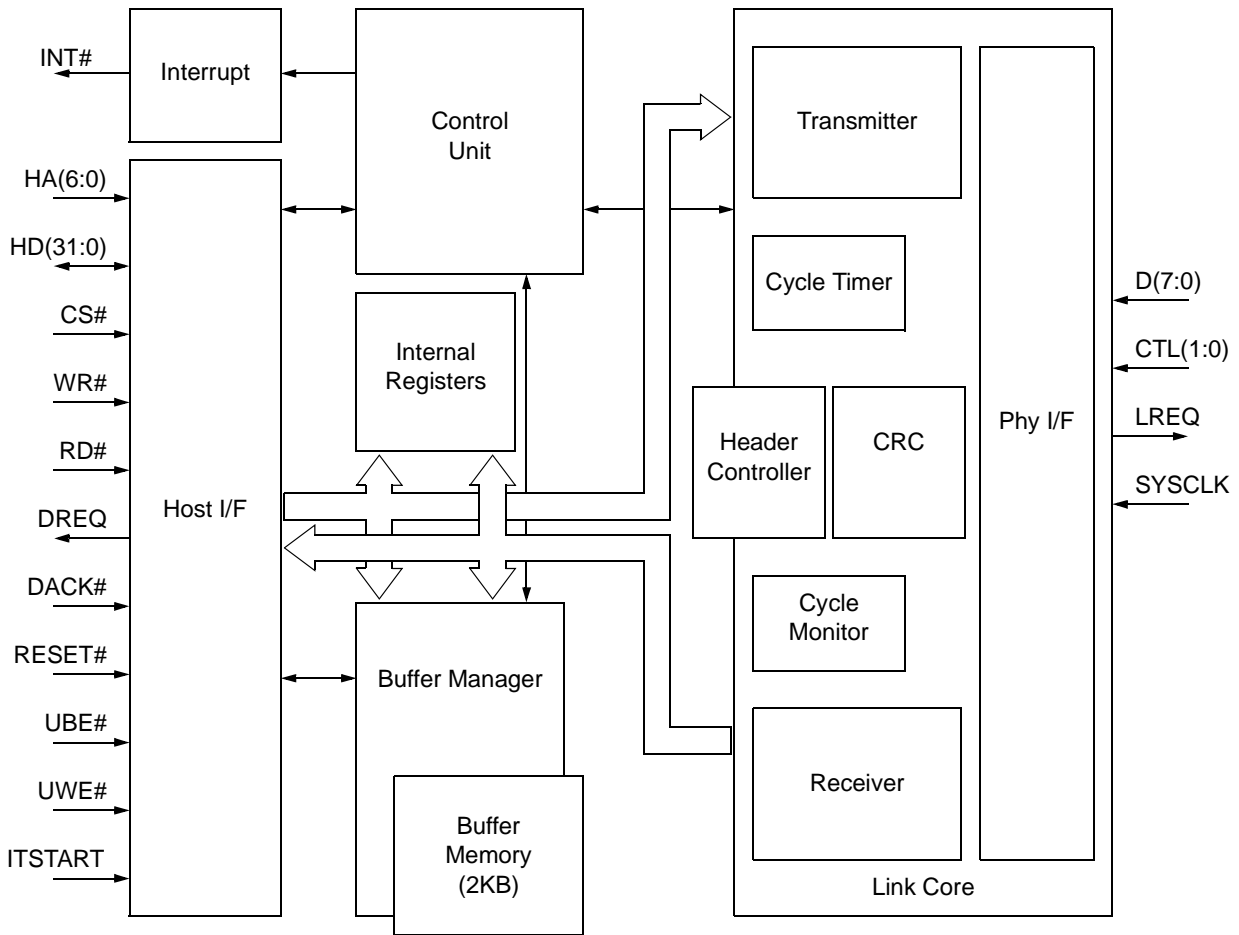 INT#
Interrupt
Control
Unit
Transmitter
HA(6:0)
HD(31:0)
CS#
WR#
RD#
DREQ
DACK#
RESET#
UBE#
UWE#
ITSTART
Host I/F
Internal
Registers
Buffer Manager
Buffer
Memory
(2KB)
Cycle Timer
Header
Controller
CRC
Cycle
Monitor
Receiver
Link Core
Phy I/F
D(7:0)
CTL(1:0)
LREQ
SYSCLK